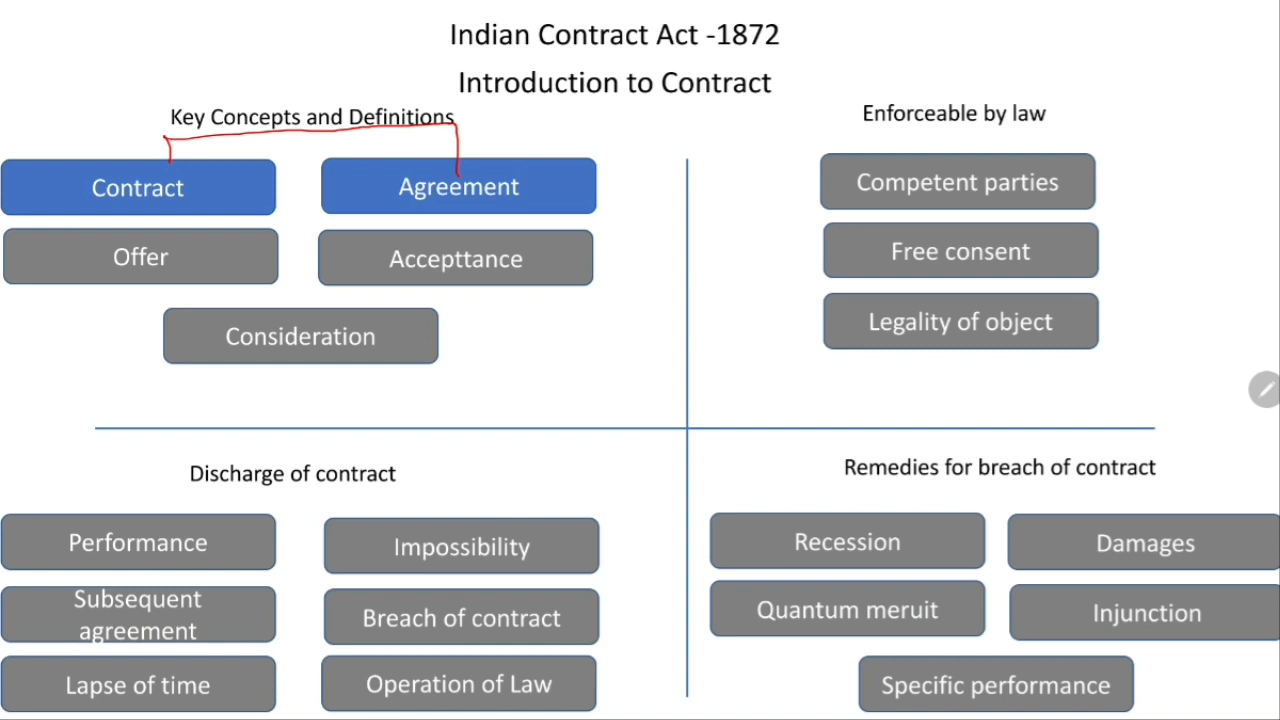 Indian Contract Act -1872
Introduction to Contract
Key Concepts and Definitions
Contract
Agreement
Offer
Accepttance
Consideration
Enforceable by law
Competent parties
Free consent
Legality of object
Discharge of contract
Performance
Impossibility
Subsequent
agreement
Breach of contract
Lapse of time
Operation of Law
Remedies for breach of contract
Recession
Damages
Quantum meruit
Injunction
Specific performance